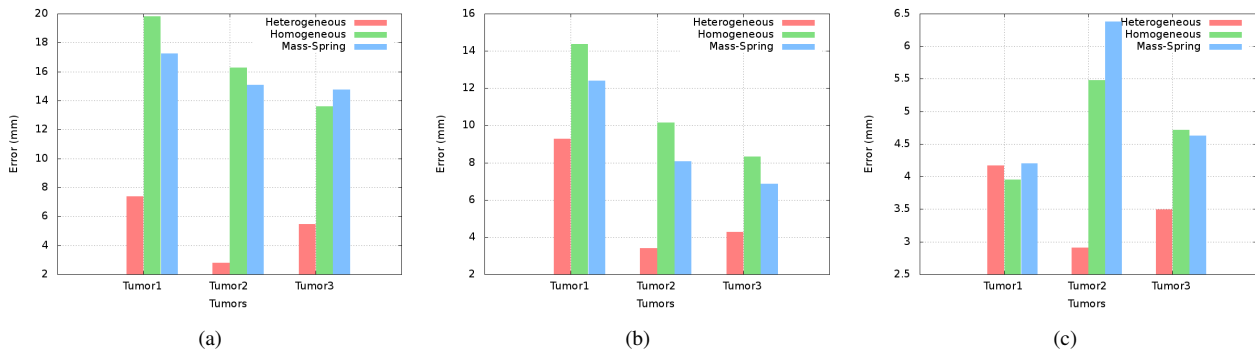 20
18
16
14
12
10
8
6
4
2
Error (mm)
Heterogeneous
Homogeneous
Mass-Spring
Tumor1 Tumor2 Tumor3
Tumors
(a)
16
14
12
10
8
6
4
2
Error (mm)
Heterogeneous
Homogeneous
Mass-Spring
Tumor1 Tumor2 Tumor3
Tumors
(b)
6.5
6
5.5
5
4.5
4
3.5
3
2.5
Error (mm)
Heterogeneous
Homogeneous
Mass-Spring
Tumor1 Tumor2 Tumor3
Tumors
(c)